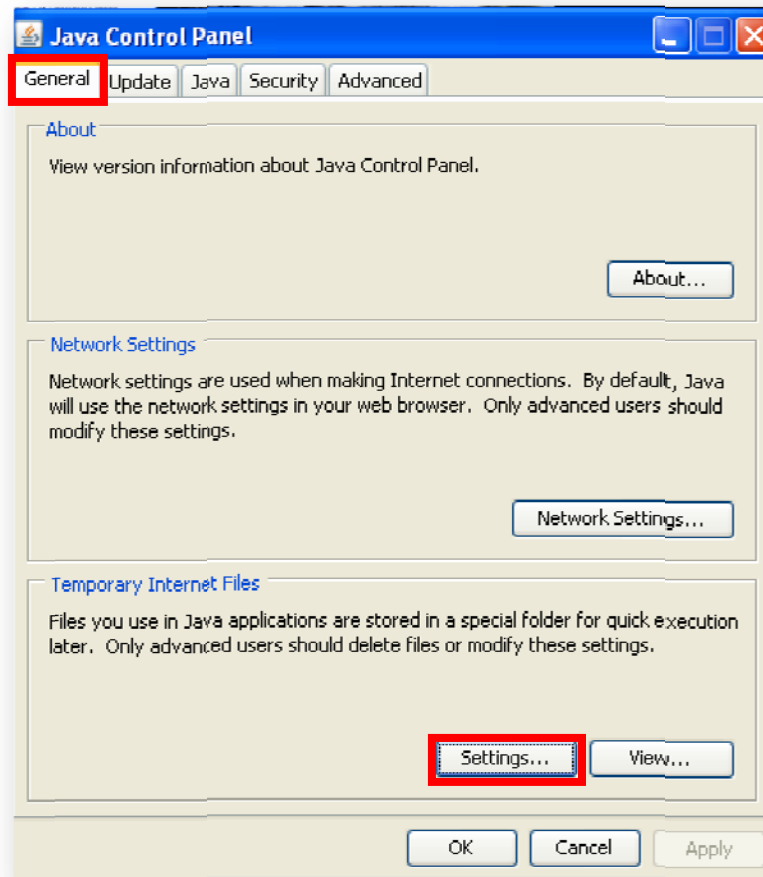 Java Control Panel
General Update Java Security Advanced
About
View version information about Java Control Panel.
About...
Network Settings
Network settings are used when making Internet connections. By default, Java
will use the network settings in your web browser. Only advanced users should
modify these settings.
Network Settings...
Temporary Internet Files
Files you use in Java applications are stored in a special folder for quick execution
later. Only advanced users should delete files or modify these settings.
Settings... View...
OK Cancel Apply